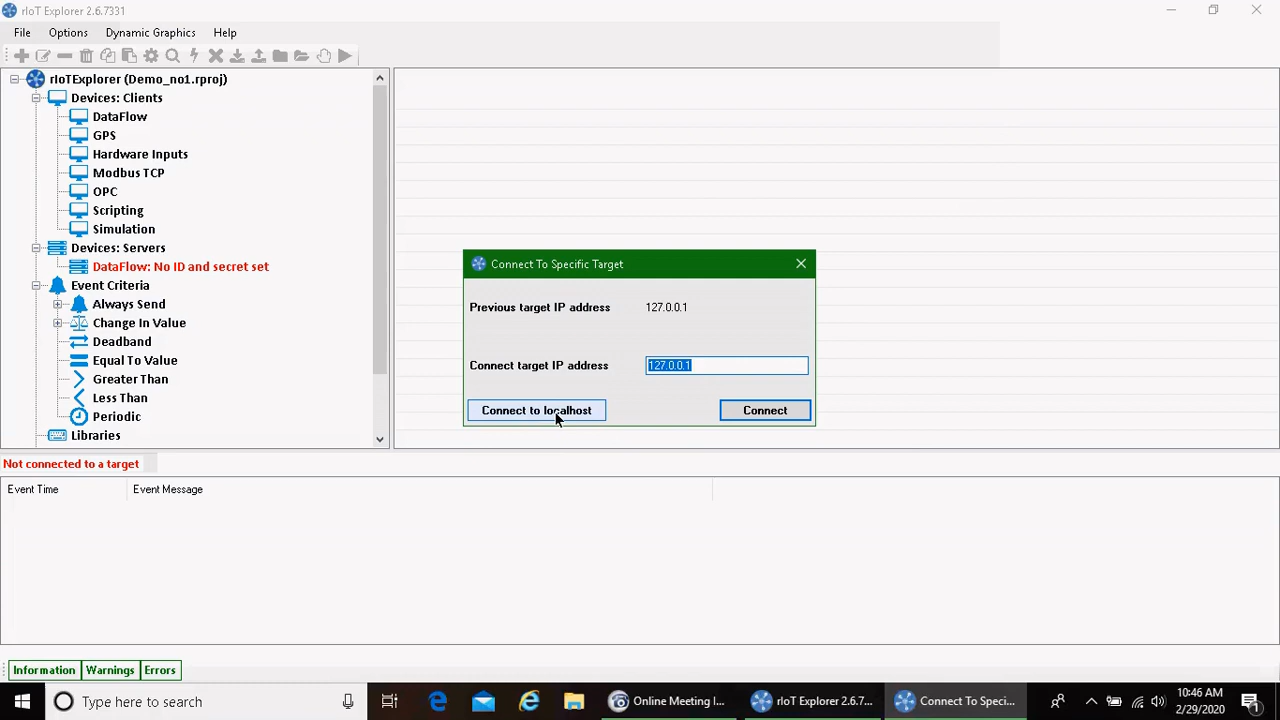 rIoT Explorer 2.6.7331
File Options Dynamic Graphics Help
rIoTExplorer (Demo_no1.rproj)
Devices: Clients
DataFlow
GPS
Hardware Inputs
Modbus TCP
OPC
Scripting
Simulation
Devices: Servers
DataFlow: No ID and secret set
Event Criteria
Always Send
Change In Value
Deadband
Equal To Value
Greater Than
Less Than
Periodic
Libraries
Connect To Specific Target
Previous target IP address 127.0.0.1
Connect target IP address 127.0.0.1
Connect to localhost Connect
Not connected to a target
Event Time Event Message
Information Warnings Errors
Type here to search Online Meeting I... rIoT Explorer 2.6.7... Connect To Speci... 10:46 AM
2/29/2020 1